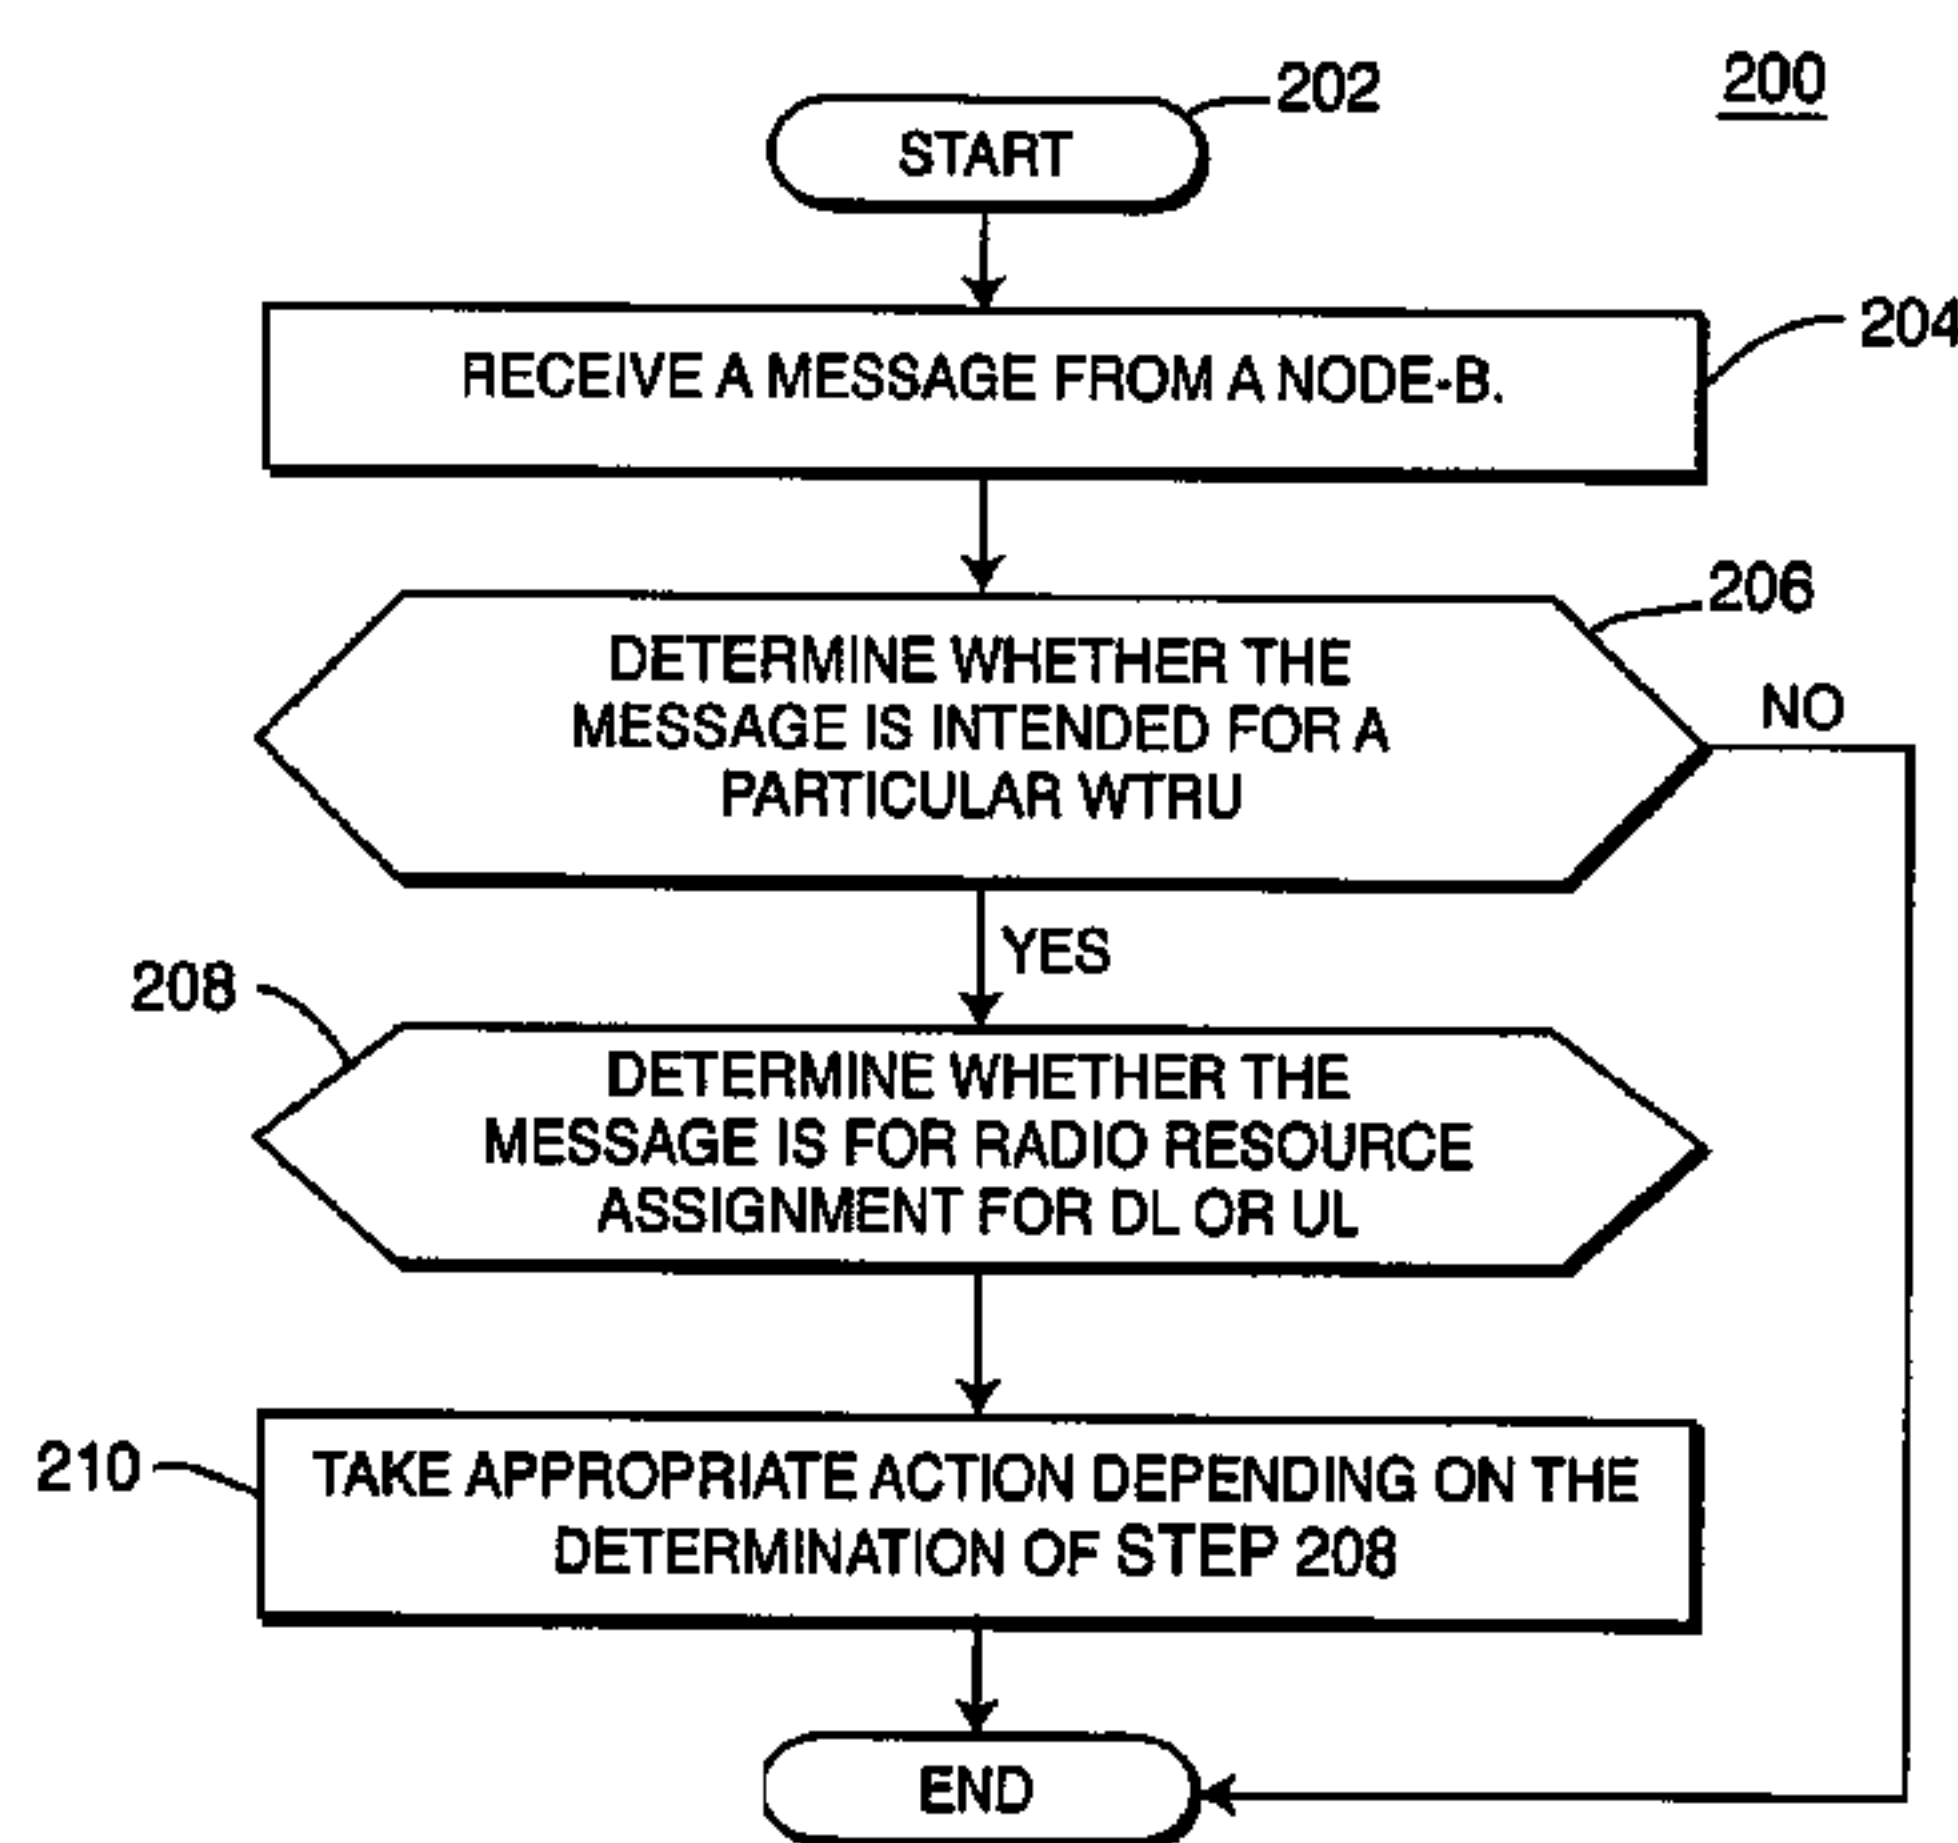 200
202
START
204
RECEIVE A MESSAGE FROM A NODE-B.
206
DETERMINE WHETHER THE
MESSAGE IS INTENDED FOR A
PARTICULAR WTRU
NO
YES
208
DETERMINE WHETHER THE
MESSAGE IS FOR RADIO RESOURCE
ASSIGNMENT FOR DL OR UL
210
TAKE APPROPRIATE ACTION DEPENDING ON THE
DETERMINATION OF STEP 208
END